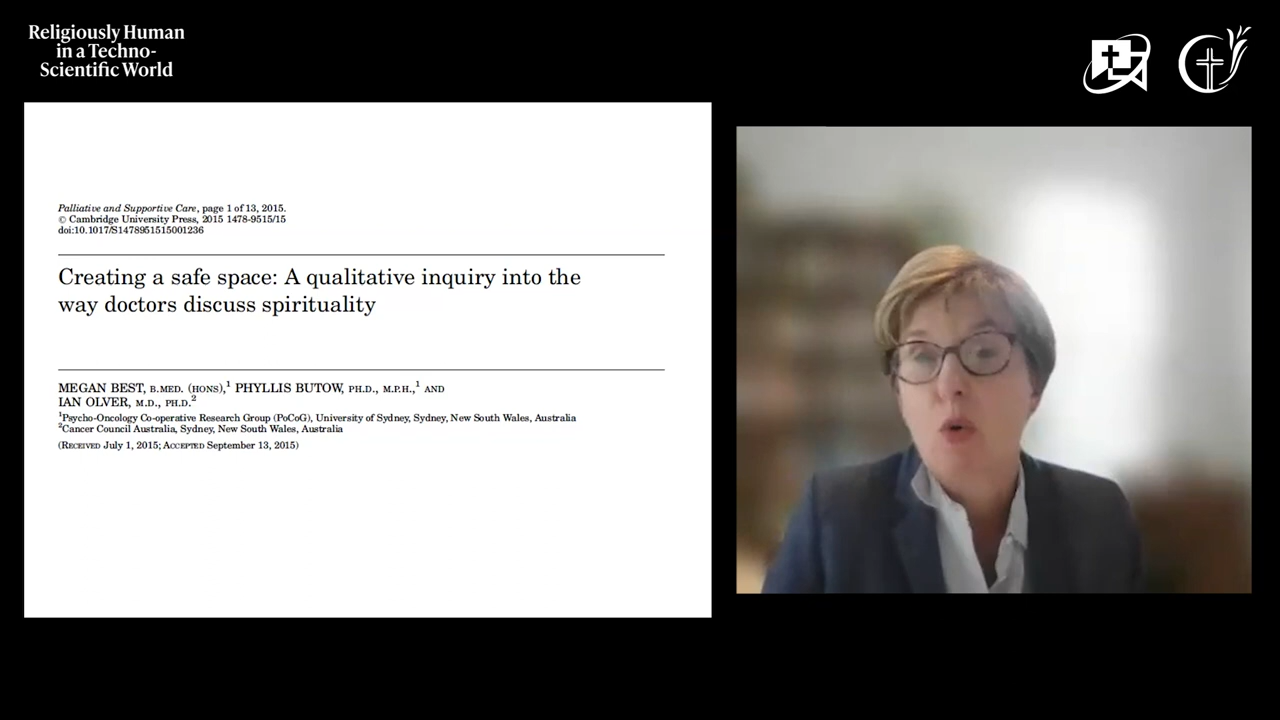 Religiously Human
in a Techno-
Scientific World
Palliative and Supportive Care, page 1 of 13, 2015.
© Cambridge University Press, 2015 1478-9515/15
doi:10.1017/S1478951515001236
Creating a safe space: A qualitative inquiry into the
way doctors discuss spirituality
MEGAN BEST, B.MED. (HONS),¹ PHYLLIS BUTOW, PH.D., M.P.H.,¹ AND
IAN OLVER, M.D., PH.D.²
¹Psycho-Oncology Co-operative Research Group (PoCoG), University of Sydney, Sydney, New South Wales, Australia
²Cancer Council Australia, Sydney, New South Wales, Australia
(RECEIVED July 1, 2015; ACCEPTED September 13, 2015)